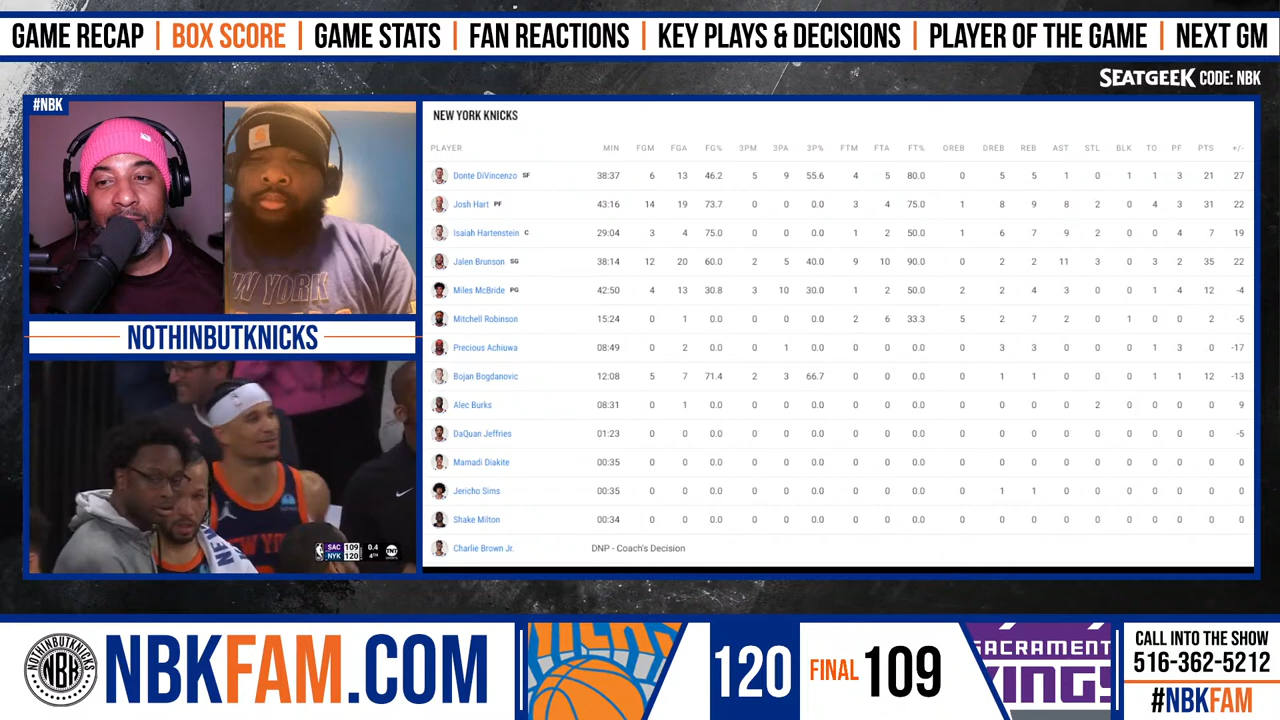 GAME RECAP | BOX SCORE | GAME STATS | FAN REACTIONS | KEY PLAYS & DECISIONS | PLAYER OF THE GAME | NEXT GM
SEATGEEK CODE: NBK
#NBK
W YORK
NOTHINBUTKNICKS
NEW
SAC 109 0.4
NYK 120 4TH
TNT
NEW YORK KNICKS
PLAYER MIN FGM FGA FG% 3PM 3PA 3P% FTM FTA FT% OREB DREB REB AST STL BLK TO PF PTS +/-
Donte DiVincenzo SF 38:37 6 13 46.2 5 9 55.6 4 5 80.0 0 5 5 1 0 1 1 3 21 27
Josh Hart PF 43:16 14 19 73.7 0 0 0.0 3 4 75.0 1 8 9 8 2 0 4 3 31 22
Isaiah Hartenstein C 29:04 3 4 75.0 0 0 0.0 1 2 50.0 1 6 7 9 2 0 0 4 7 19
Jalen Brunson SG 38:14 12 20 60.0 2 5 40.0 9 10 90.0 0 2 2 11 3 0 3 2 35 22
Miles McBride PG 42:50 4 13 30.8 3 10 30.0 1 2 50.0 2 2 4 3 0 0 1 4 12 -4
Mitchell Robinson 15:24 0 1 0.0 0 0 0.0 2 6 33.3 5 2 7 2 0 1 0 0 2 -5
Precious Achiuwa 08:49 0 2 0.0 0 1 0.0 0 0 0.0 0 3 3 0 0 0 1 3 0 -17
Bojan Bogdanovic 12:08 5 7 71.4 2 3 66.7 0 0 0.0 0 1 1 0 0 0 1 1 12 -13
Alec Burks 08:31 0 1 0.0 0 0 0.0 0 0 0.0 0 0 0 0 2 0 0 0 0 9
DaQuan Jeffries 01:23 0 0 0.0 0 0 0.0 0 0 0.0 0 0 0 0 0 0 0 0 0 -5
Mamadi Diakite 00:35 0 0 0.0 0 0 0.0 0 0 0.0 0 0 0 0 0 0 0 0 0 0
Jericho Sims 00:35 0 0 0.0 0 0 0.0 0 0 0.0 0 1 1 0 0 0 0 0 0 0
Shake Milton 00:34 0 0 0.0 0 0 0.0 0 0 0.0 0 0 0 0 0 0 0 0 0 0
Charlie Brown Jr. DNP - Coach's Decision
NOTHINBUTKNICKS
NBK
NBKFAM.COM
120 FINAL 109
SACRAMENT
INGS
CALL INTO THE SHOW
516-362-5212
#NBKFAM